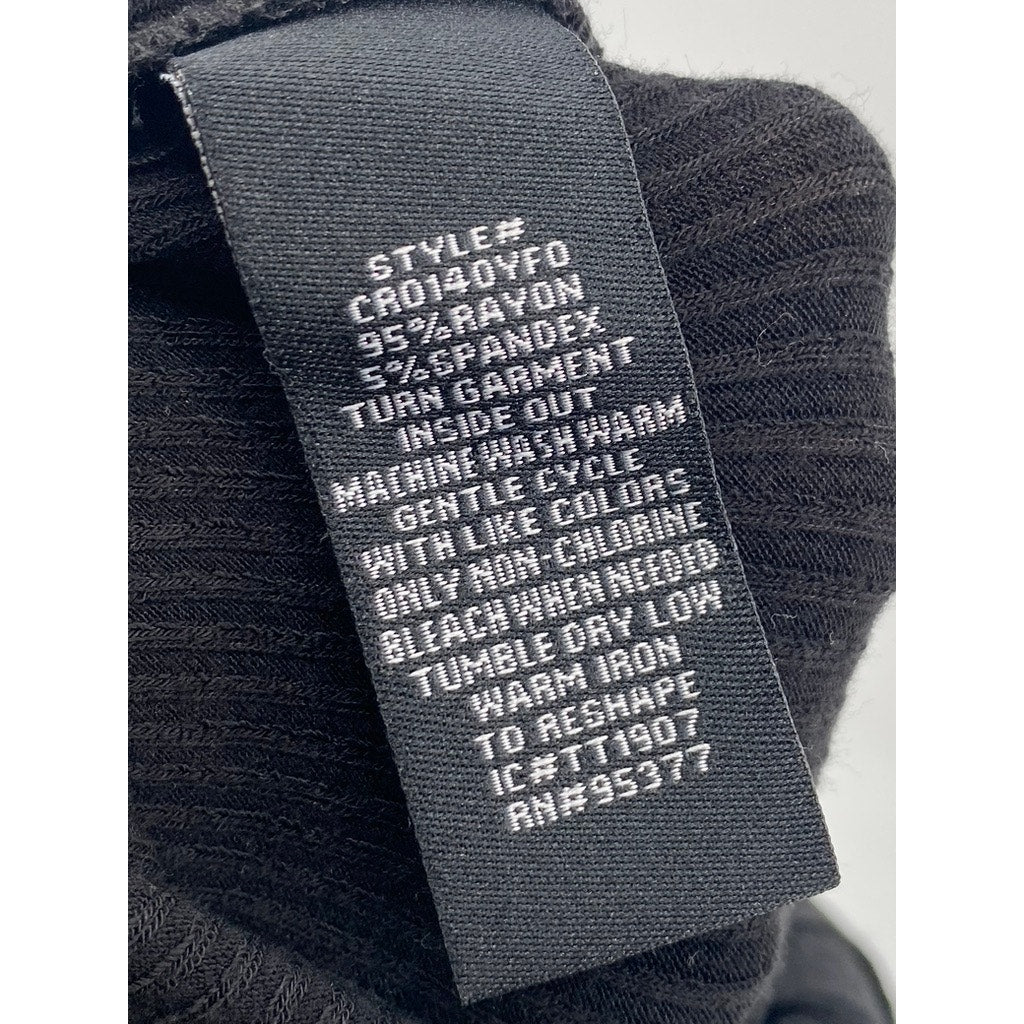 STYLE#
CR0140YF0
95%RAYON
5%SPANDEX
TURN GARMENT
INSIDE OUT
MACHINE WASH WARM
GENTLE CYCLE
WITH LIKE COLORS
ONLY NON-CHLORINE
BLEACH WHEN NEEDED
TUMBLE DRY LOW
WARM IRON
TO RESHAPE
IC#TT1907
RN#95377